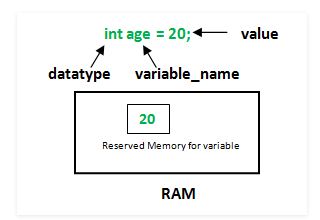 int age = 20; value
datatype variable_name
20
Reserved Memory for variable
RAM